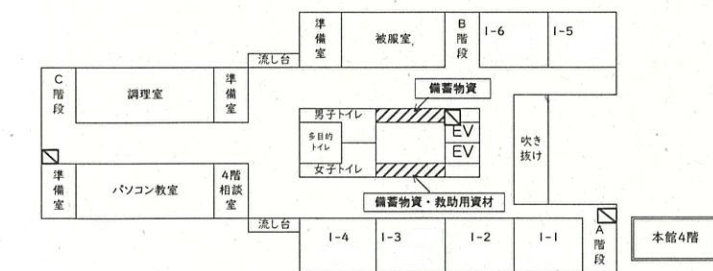 準備室
被服室
B階段
1-6
1-5
流し台
C階段
調理室
準備室
備蓄物資
男子トイレ
多目的トイレ
EV
EV
女子トイレ
吹き抜け
準備室
パソコン教室
4階相談室
備蓄物資・救助用資材
流し台
1-4
1-3
1-2
1-1
A階段
本館4階